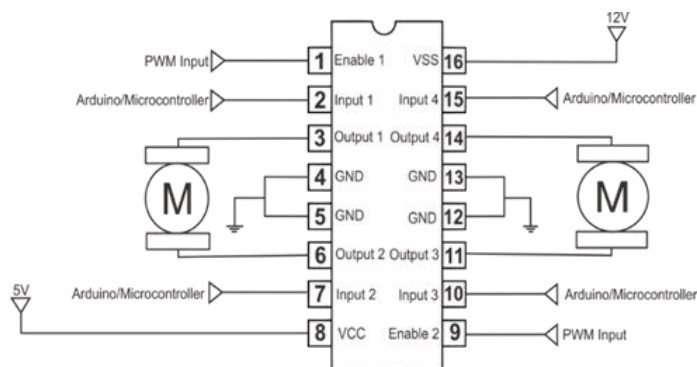 12V
PWM Input 1 Enable 1 VSS 16
Arduino/Microcontroller 2 Input 1 Input 4 15 Arduino/Microcontroller
3 Output 1 Output 4 14
M M
4 GND GND 13
5 GND GND 12
6 Output 2 Output 3 11
5V
Arduino/Microcontroller 7 Input 2 Input 3 10 Arduino/Microcontroller
8 VCC Enable 2 9 PWM Input